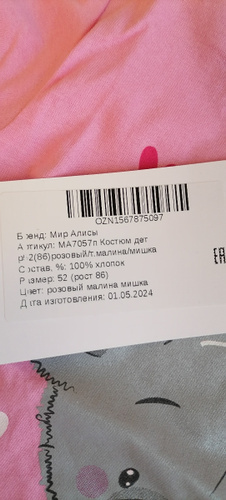 OZN1567875097
Бренд: Мир Алисы
Артикул: МА7057п Костюм дет
р-2(86)розовый/т.малина/мишка
Состав, %: 100% хлопок
Размер: 52 (рост 86)
Цвет: розовый малина мишка
Дата изготовления: 01.05.2024
EAC